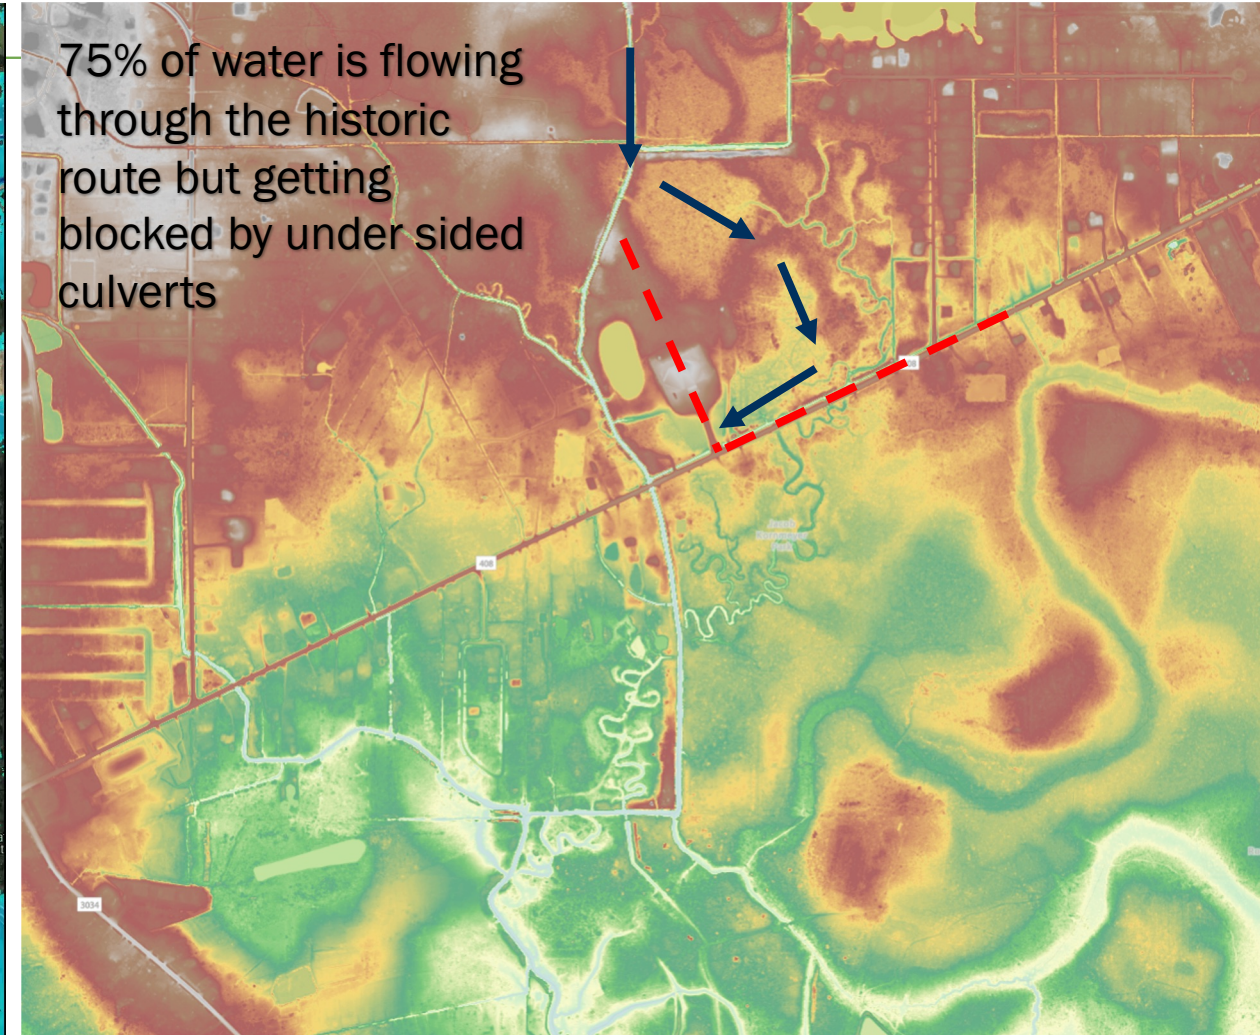 75% of water is flowing
through the historic
route but getting
blocked by under sided
culverts
408
3034